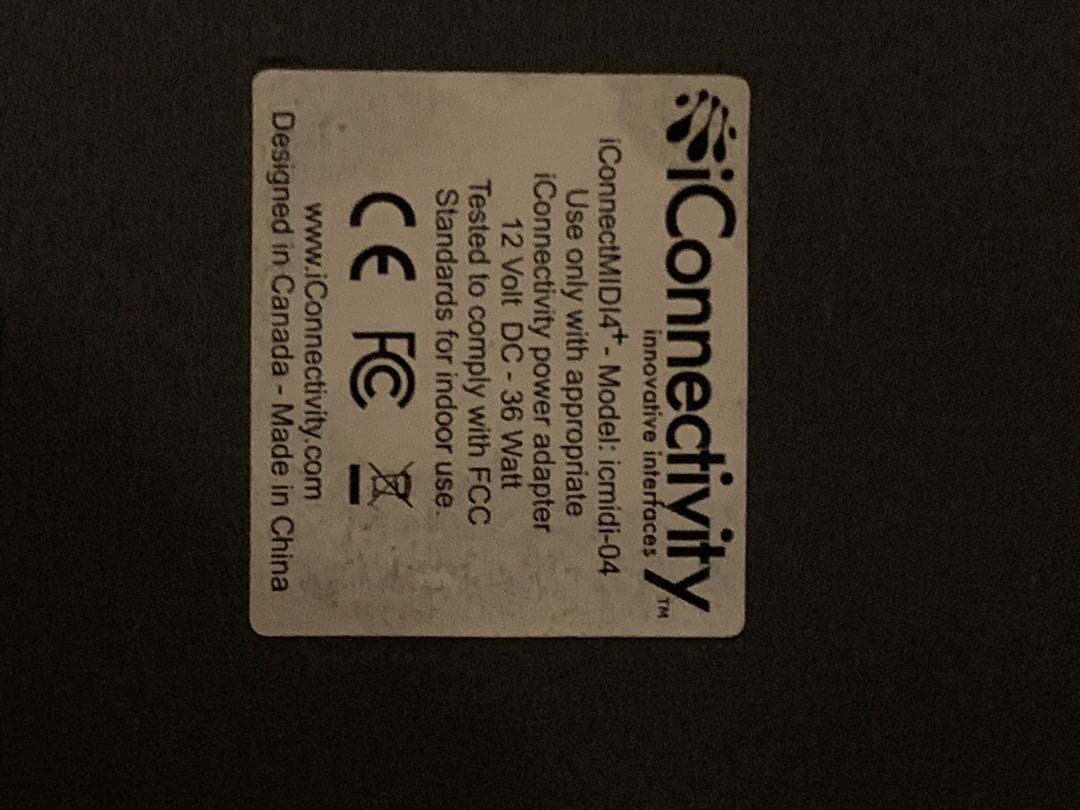 iConnectivity™
innovative interfaces
iConnectMIDI4⁺- Model: icmidi-04
Use only with appropriate
iConnectivity power adapter
12 Volt DC - 36 Watt
Tested to comply with FCC
Standards for indoor use.
CE FC
www.iConnectivity.com
Designed in Canada - Made in China